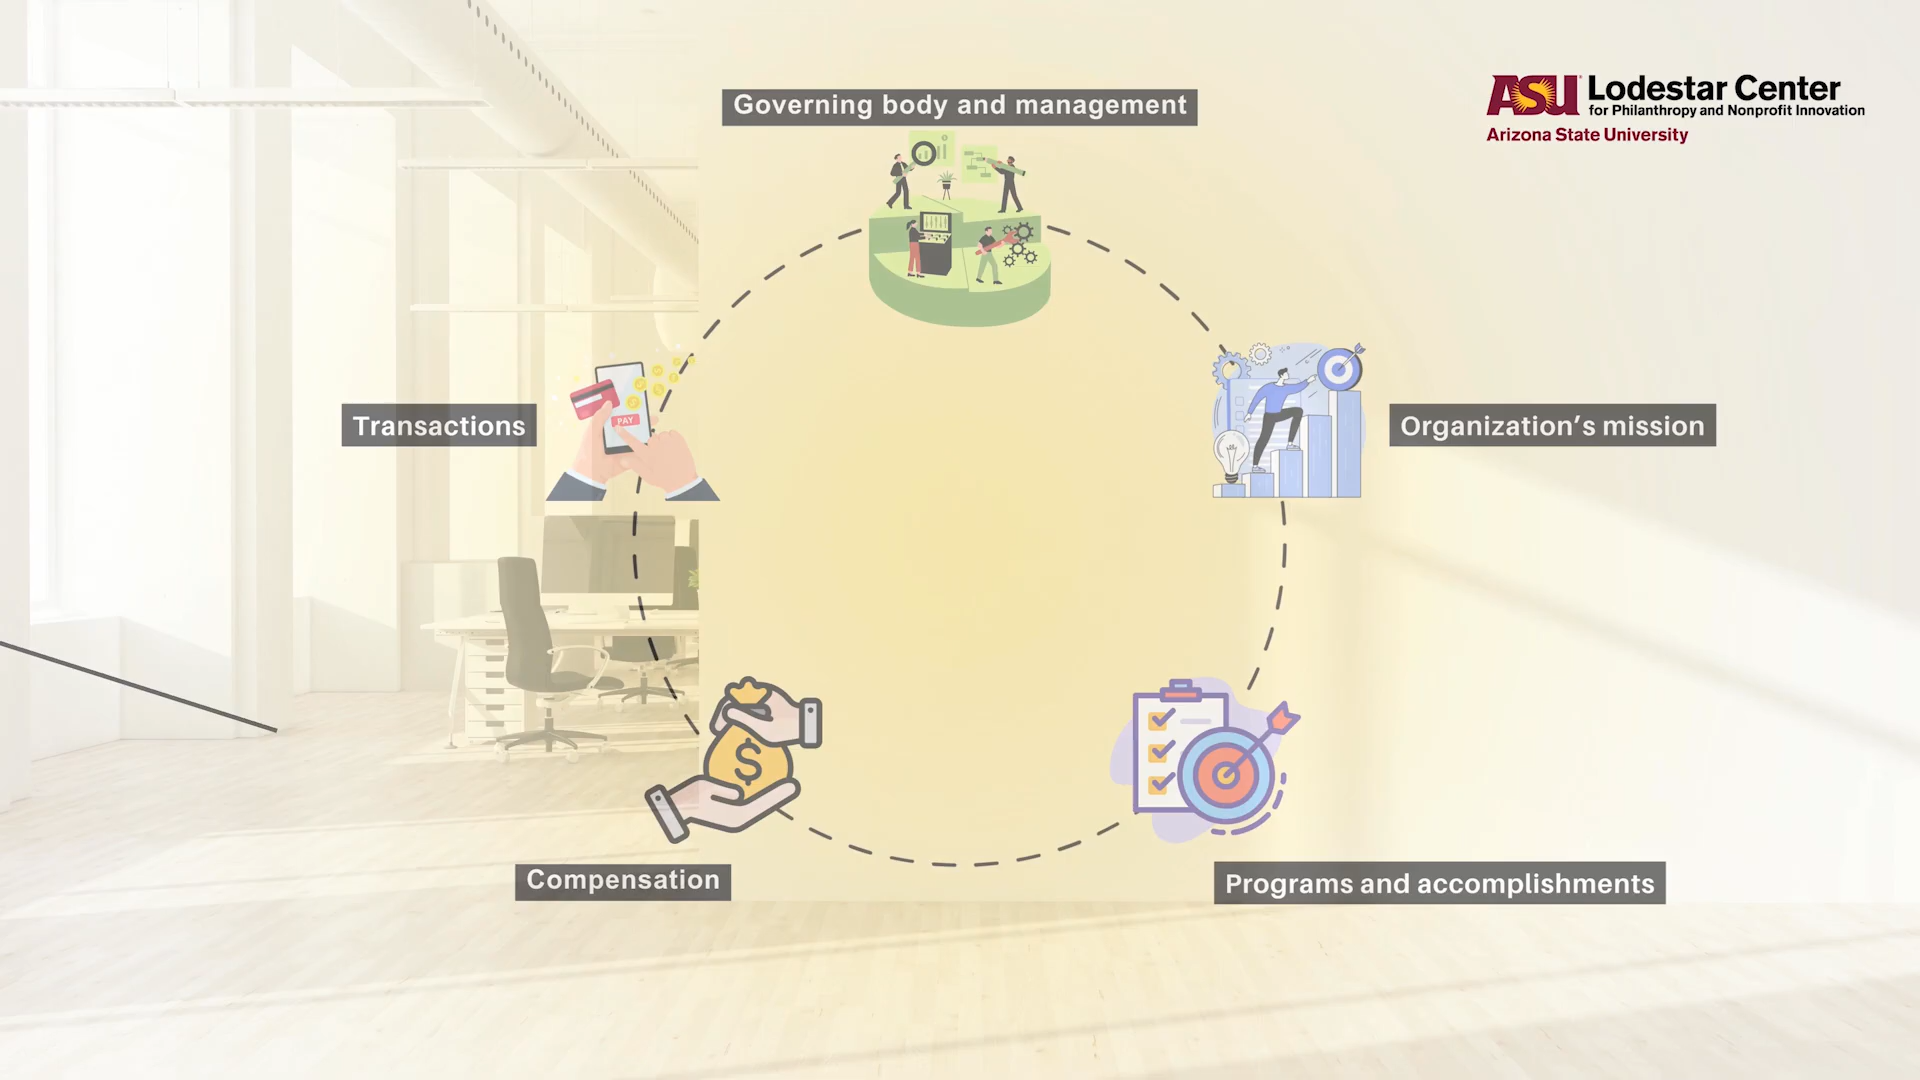 Governing body and management
ASU Lodestar Center
for Philanthropy and Nonprofit Innovation
Arizona State University
Transactions
PAY
Organization's mission
$
Compensation
Programs and accomplishments